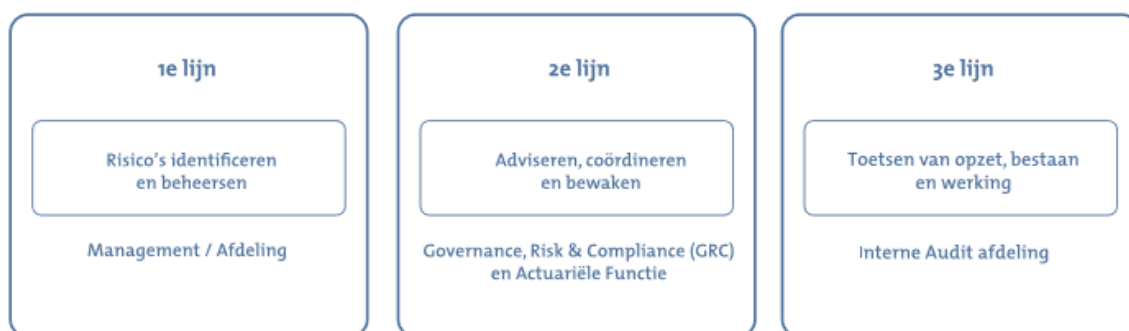 1e lijn
Risico's identificeren
en beheersen
Management / Afdeling
2e lijn
Adviseren, coördineren
en bewaken
Governance, Risk & Compliance (GRC)
en Actuariële Functie
3e lijn
Toetsen van opzet, bestaan
en werking
Interne Audit afdeling